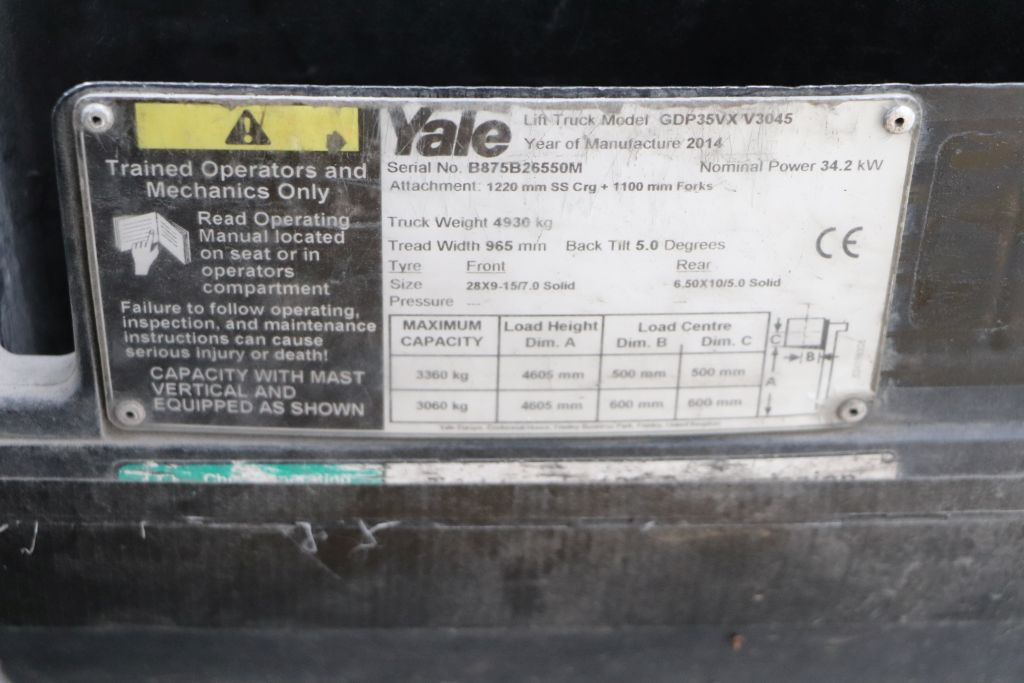 Trained Operators and
Mechanics Only
Read Operating
Manual located
on seat or in
operators
compartment
Failure to follow operating,
inspection, and maintenance
instructions can cause
serious injury or death!
CAPACITY WITH MAST
VERTICAL AND
EQUIPPED AS SHOWN
Yale
Lift Truck Model GDP35VX V3045
Year of Manufacture 2014
Serial No. B875B26550M Nominal Power 34.2 kW
Attachment: 1220 mm SS Crg + 1100 mm Forks
Truck Weight 4930 kg
Tread Width 965 mm Back Tilt 5.0 Degrees
CE
Tyre Front Rear
Size 28X9-15/7.0 Solid 6.50X10/5.0 Solid
Pressure --- ---
MAXIMUM CAPACITY Load Height Dim. A Load Centre Dim. B Dim. C
3360 kg 4605 mm 500 mm 500 mm
3060 kg 4605 mm 600 mm 600 mm
C
B
A